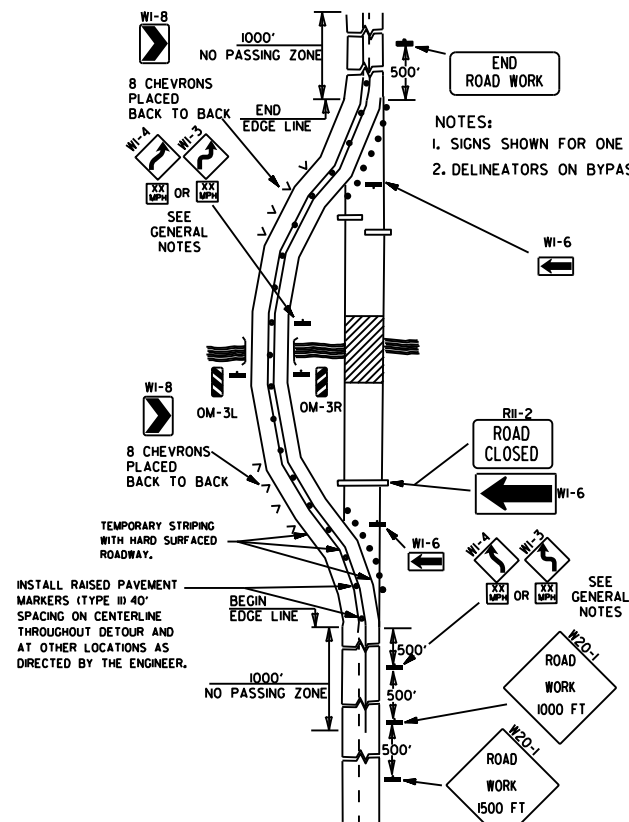 W1-8
1000'
NO PASSING ZONE
500'
END
ROAD WORK
8 CHEVRONS
PLACED
BACK TO BACK
END
EDGE LINE
NOTES:
1. SIGNS SHOWN FOR ONE
2. DELINEATORS ON BYPAS
W1-4
W1-3
XX
MPH
OR
XX
MPH
SEE
GENERAL
NOTES
W1-6
W1-8
OM-3L
OM-3R
R11-2
ROAD
CLOSED
W1-6
8 CHEVRONS
PLACED
BACK TO BACK
TEMPORARY STRIPING
WITH HARD SURFACED
ROADWAY.
W1-6
W1-4
W1-3
XX
MPH
OR
XX
MPH
SEE
GENERAL
NOTES
INSTALL RAISED PAVEMENT
MARKERS (TYPE II) 40'
SPACING ON CENTERLINE
THROUGHOUT DETOUR AND
AT OTHER LOCATIONS AS
DIRECTED BY THE ENGINEER.
BEGIN
EDGE LINE
500'
1000'
NO PASSING ZONE
500'
W20-1
ROAD
WORK
1000 FT
500'
W20-1
ROAD
WORK
1500 FT